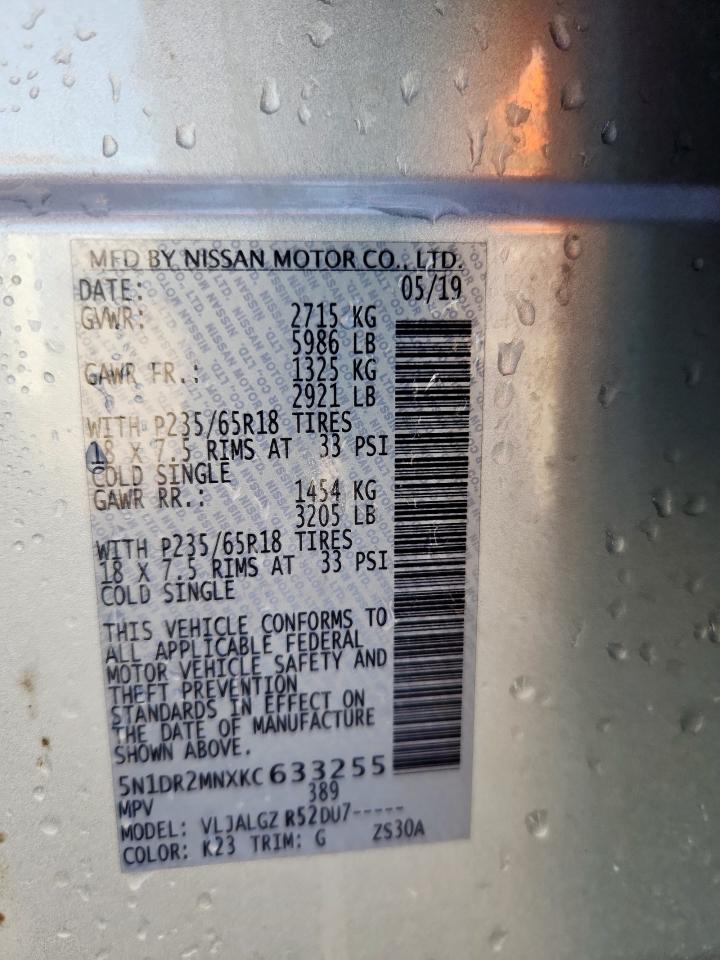 MFD BY NISSAN MOTOR CO., LTD.
DATE: 05/19
GVWR: 2715 KG
5986 LB
GAWR FR.: 1325 KG
2921 LB
WITH P235/65R18 TIRES
18 X 7.5 RIMS AT 33 PSI
COLD SINGLE
GAWR RR.: 1454 KG
3205 LB
WITH P235/65R18 TIRES
18 X 7.5 RIMS AT 33 PSI
COLD SINGLE
THIS VEHICLE CONFORMS TO
ALL APPLICABLE FEDERAL
MOTOR VEHICLE SAFETY AND
THEFT PREVENTION
STANDARDS IN EFFECT ON
THE DATE OF MANUFACTURE
SHOWN ABOVE.
5N1DR2MNXKC633255
MPV 389
MODEL: VLJALGZ R52DU7-----
COLOR: K23 TRIM: G ZS30A